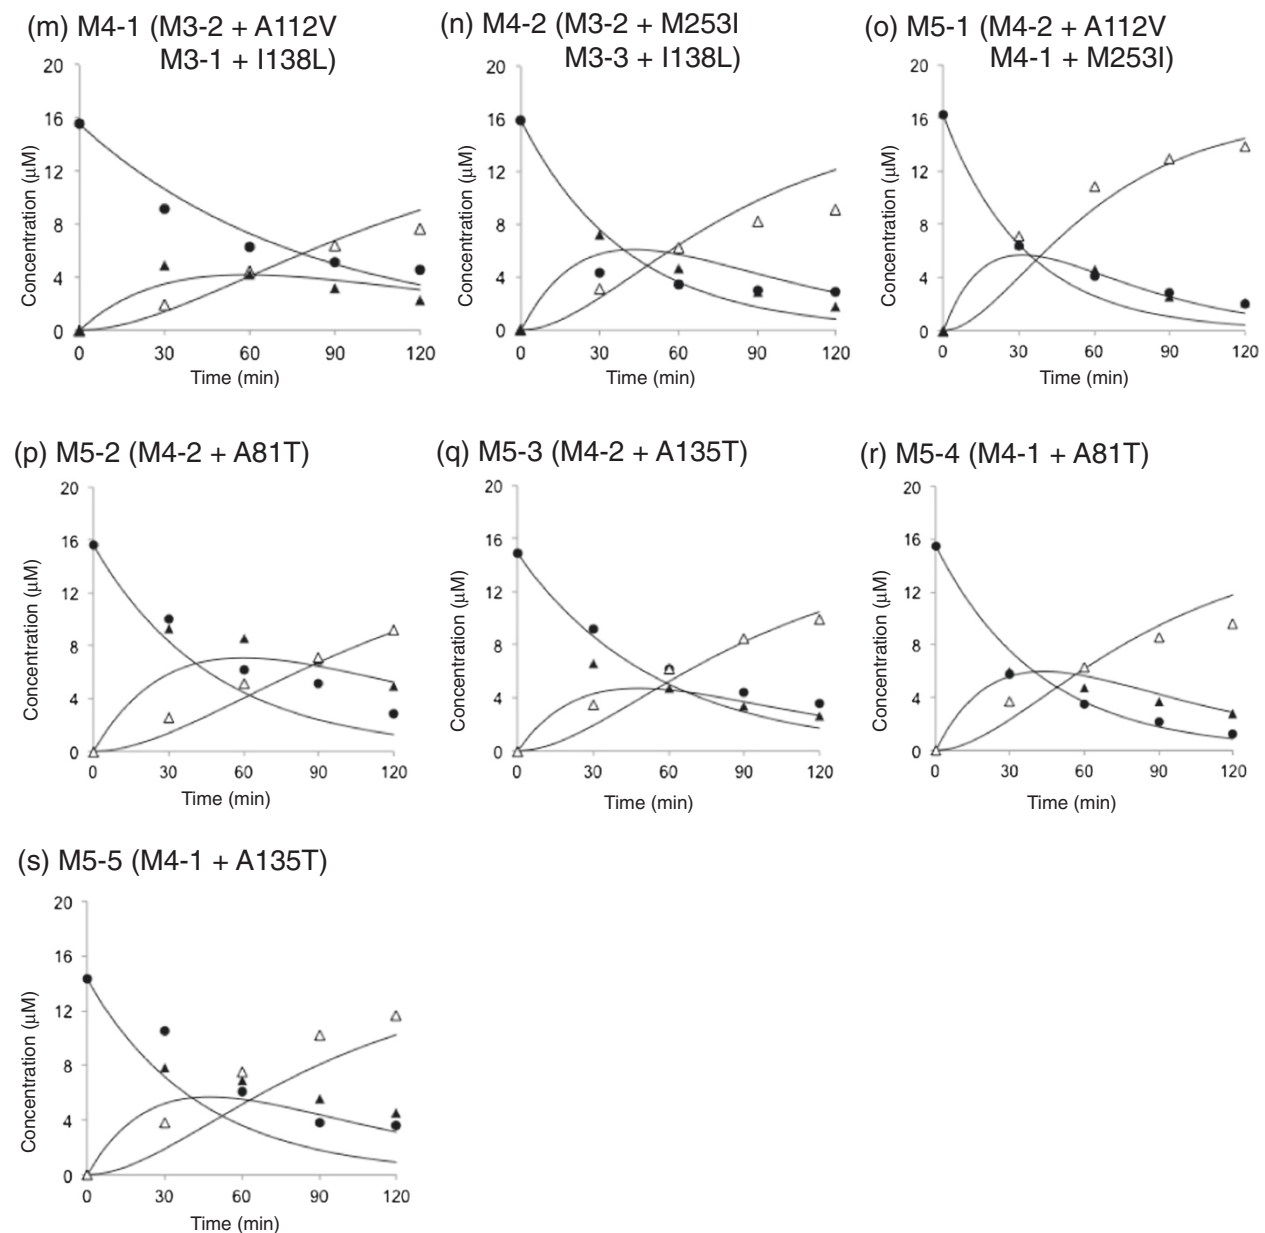 (m) M4-1 (M3-2 + A112V
M3-1 + I138L)
20
16
12
8
4
0
Concentration (μM)
0 30 60 90 120
Time (min)
(n) M4-2 (M3-2 + M253I
M3-3 + I138L)
20
16
12
8
4
0
Concentration (μM)
0 30 60 90 120
Time (min)
(o) M5-1 (M4-2 + A112V
M4-1 + M253I)
20
16
12
8
4
0
Concentration (μM)
0 30 60 90 120
Time (min)
(p) M5-2 (M4-2 + A81T)
20
16
12
8
4
0
Concentration (μM)
0 30 60 90 120
Time (min)
(q) M5-3 (M4-2 + A135T)
20
16
12
8
4
0
Concentration (μM)
0 30 60 90 120
Time (min)
(r) M5-4 (M4-1 + A81T)
20
16
12
8
4
0
Concentration (μM)
0 30 60 90 120
Time (min)
(s) M5-5 (M4-1 + A135T)
20
16
12
8
4
0
Concentration (μM)
0 30 60 90 120
Time (min)